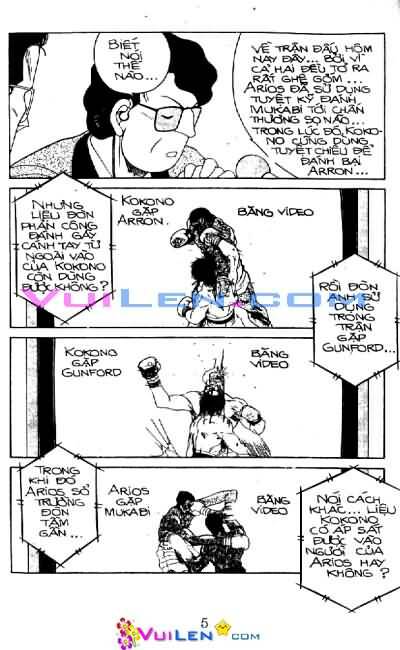 BIẾT
NÓI
THẾ
NÀO...
VỀ TRẬN ĐẤU HÔM
NAY ĐÂY... BỞI VÌ
CẢ HAI ĐỀU TỎ RA
RẤT GHÊ GỚM...
ARIOS ĐÃ SỬ DỤNG
TUYỆT KỸ ĐÁNH
MUKABI TỚI CHẤN
THƯƠNG SỌ NÃO...
TRONG LÚC ĐÓ, KOKO-
NO CŨNG DÙNG
TUYỆT CHIÊU ĐỂ
ĐÁNH BẠI
ARRON...
NHƯNG
LIỆU ĐÒN
PHẢN CÔNG
ĐÁNH GÃY
CÁNH TAY TỪ
NGOÀI VÀO
CỦA KOKONO
CÒN DÙNG
ĐƯỢC KHÔNG?
KOKONO
GẶP
ARRON.
BĂNG VIDEO
RỒI ĐÒN
ANH SỬ
DỤNG
TRONG
TRẬN
GẶP
GUNFORD...
VuiLen.com
KOKONO
GẶP
GUNFORD
BĂNG
VIDEO
TRONG
KHI ĐÓ
ARIOS SỞ
TRƯỜNG
ĐÒN
TẦM
GẦN...
ARIOS
GẶP
MUKABI
BĂNG
VIDEO
NÓI CÁCH
KHÁC... LIỆU
KOKONO
CÓ ÁP SÁT
ĐƯỢC VÀO
NGƯỜI CỦA
ARIOS HAY
KHÔNG?
5
VuiLen.com